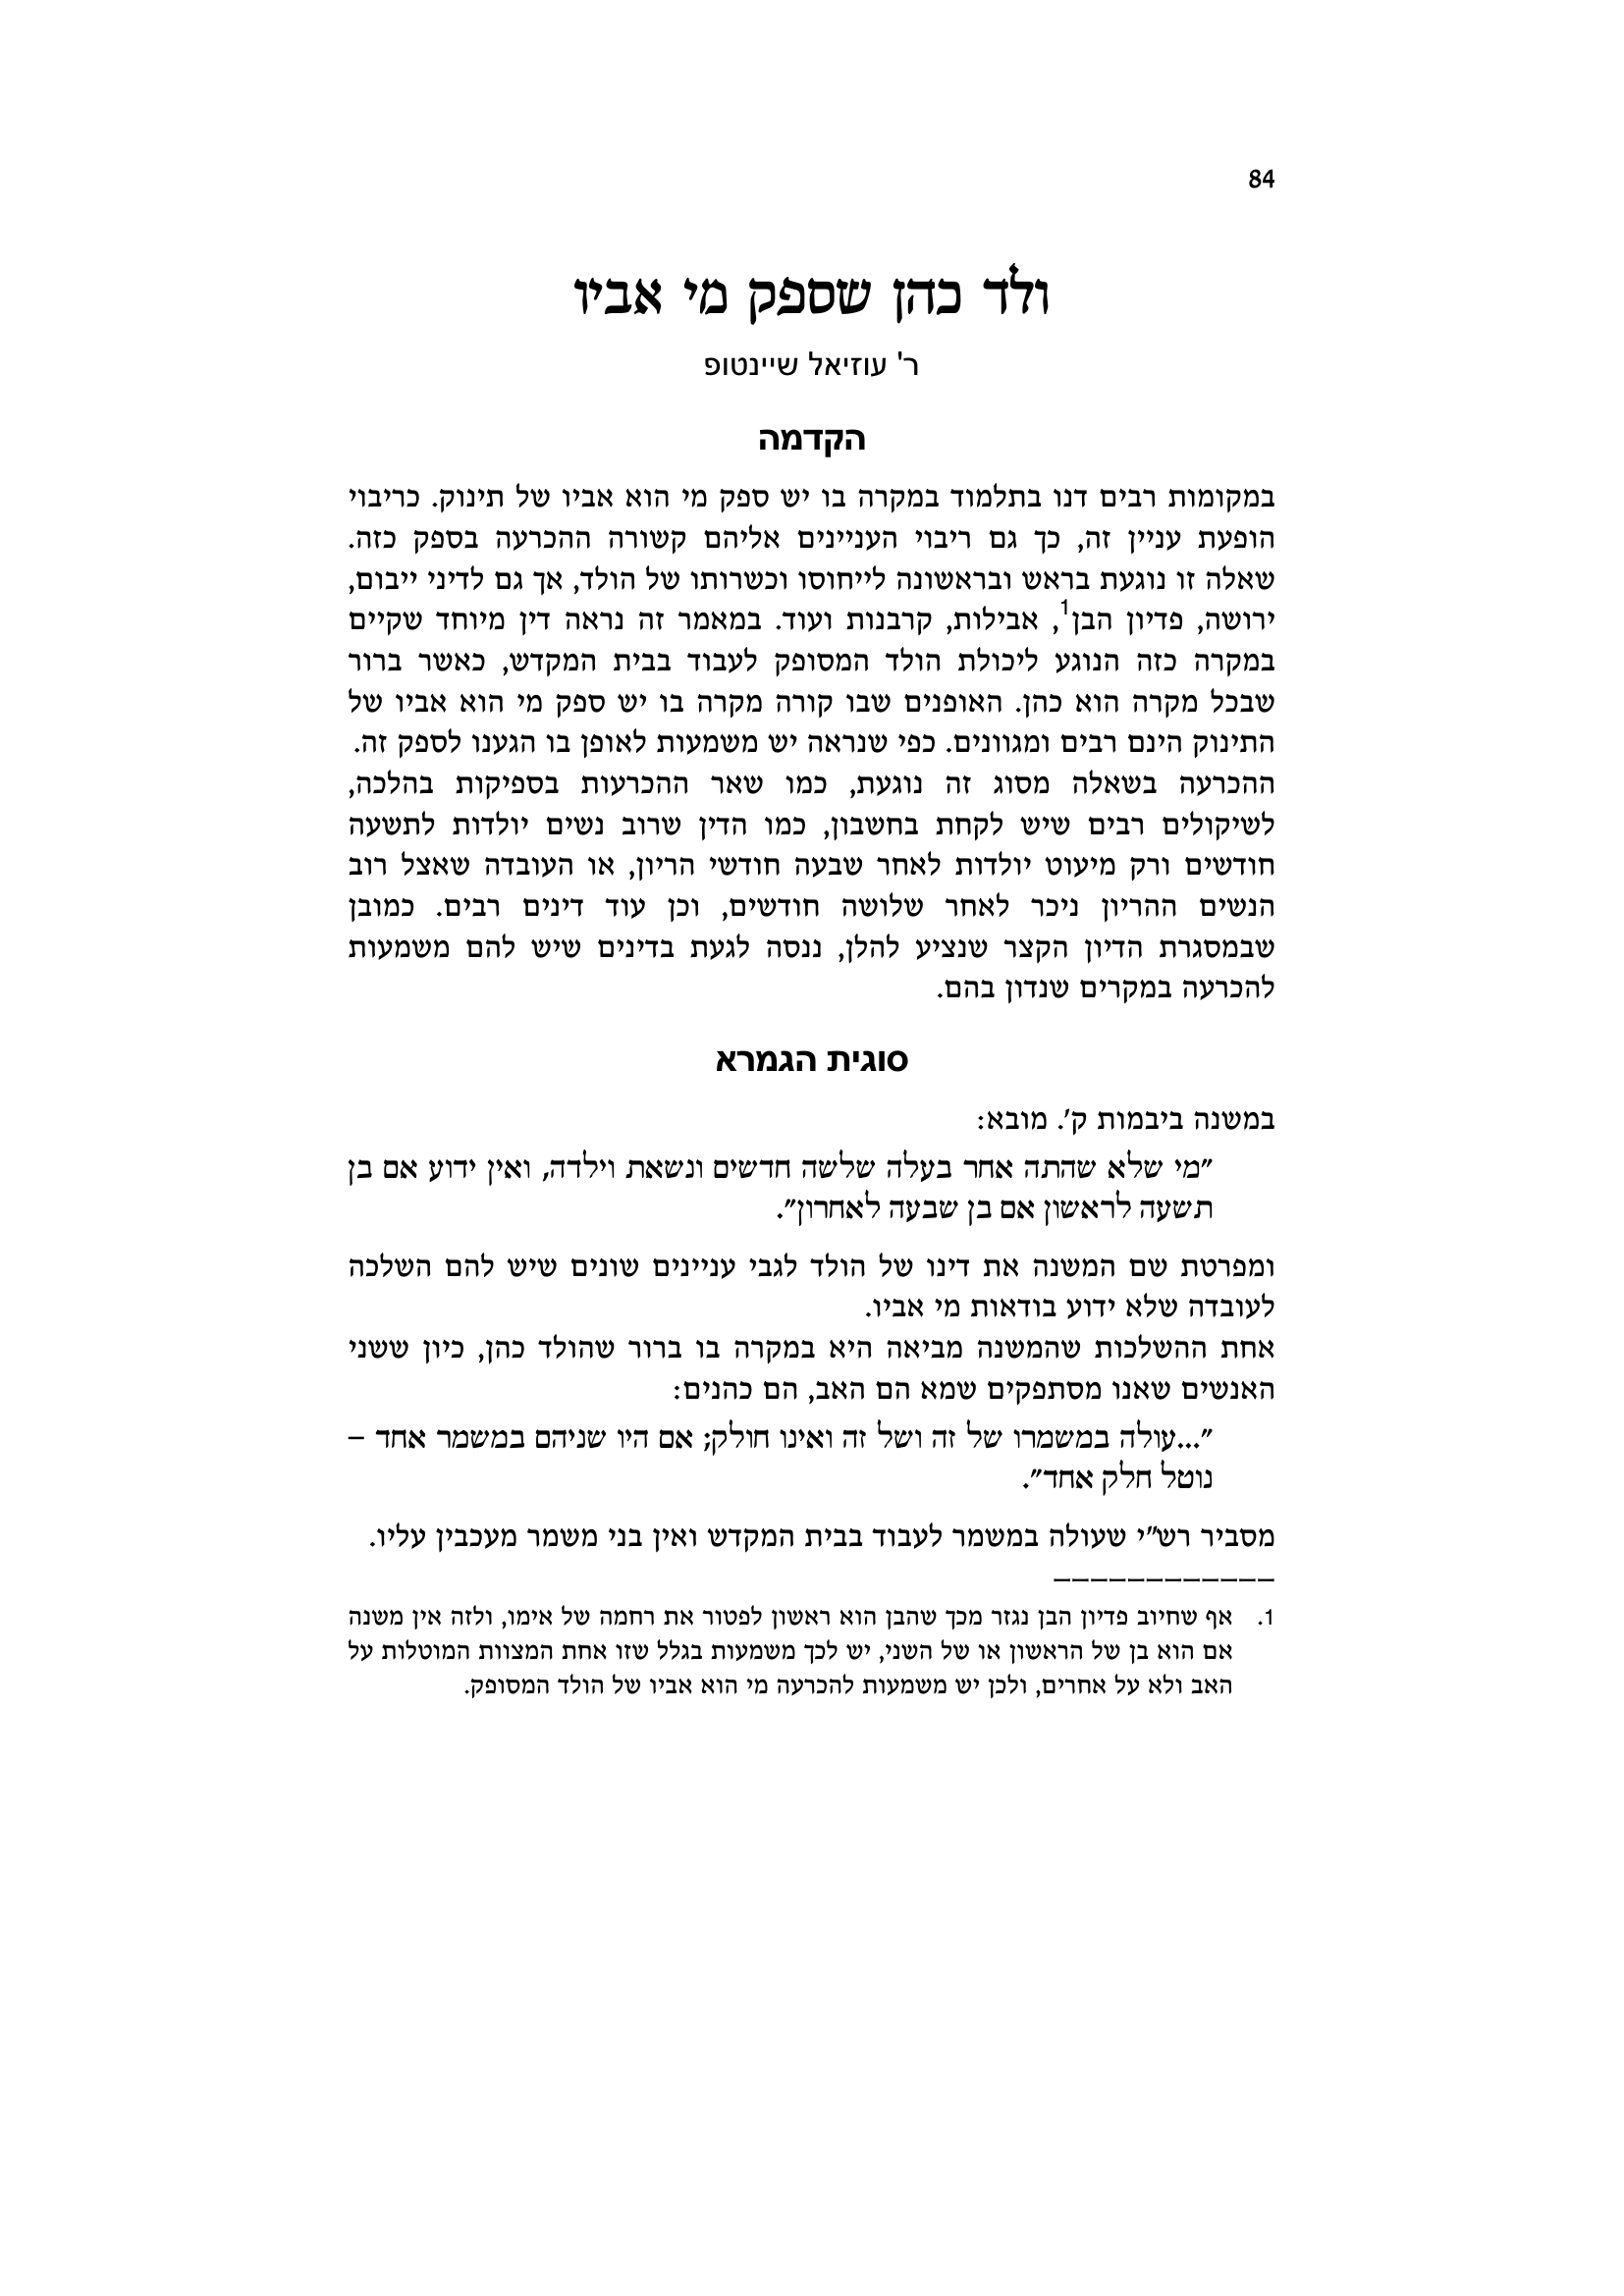 84
ולד כהן שספק מי אביו
ר' עוזיאל שיינטופ
הקדמה
במקומות רבים דנו בתלמוד במקרה בו יש ספק מי הוא אביו של תינוק. כריבוי
הופעת עניין זה, כך גם ריבוי העניינים אליהם קשורה ההכרעה בספק כזה.
שאלה זו נוגעת בראש ובראשונה לייחוסו וכשרותו של הולד, אך גם לדיני ייבום,
ירושה, פדיון הבן1, אבילות, קרבנות ועוד. במאמר זה נראה דין מיוחד שקיים
במקרה כזה הנוגע ליכולת הולד המסופק לעבוד בבית המקדש, כאשר ברור
שבכל מקרה הוא כהן. האופנים שבו קורה מקרה בו יש ספק מי הוא אביו של
התינוק הינם רבים ומגוונים. כפי שנראה יש משמעות לאופן בו הגענו לספק זה.
ההכרעה בשאלה מסוג זה נוגעת, כמו שאר ההכרעות בספיקות בהלכה,
לשיקולים רבים שיש לקחת בחשבון, כמו הדין שרוב נשים יולדות לתשעה
חודשים ורק מיעוט יולדות לאחר שבעה חודשי הריון, או העובדה שאצל רוב
הנשים ההריון ניכר לאחר שלושה חודשים, וכן עוד דינים רבים. כמובן
שבמסגרת הדיון הקצר שנציע להלן, ננסה לגעת בדינים שיש להם משמעות
להכרעה במקרים שנדון בהם.
סוגית הגמרא
במשנה ביבמות ק'. מובא:
"מי שלא שהתה אחר בעלה שלשה חדשים ונשאת וילדה, ואין ידוע אם בן
תשעה לראשון אם בן שבעה לאחרון".
ומפרטת שם המשנה את דינו של הולד לגבי עניינים שונים שיש להם השלכה
לעובדה שלא ידוע בודאות מי אביו.
אחת ההשלכות שהמשנה מביאה היא במקרה בו ברור שהולד כהן, כיון ששני
האנשים שאנו מסתפקים שמא הם האב, הם כהנים:
"...עולה במשמרו של זה ושל זה ואינו חולק; אם היו שניהם במשמר אחד –
נוטל חלק אחד".
מסביר רש"י שעולה במשמר לעבוד בבית המקדש ואין בני משמר מעכבין עליו.
––––––––––––
1. אף שחיוב פדיון הבן נגזר מכך שהבן הוא ראשון לפטור את רחמה של אימו, ולזה אין משנה
אם הוא בן של הראשון או של השני, יש לכך משמעות בגלל שזו אחת המצוות המוטלות על
האב ולא על אחרים, ולכן יש משמעות להכרעה מי הוא אביו של הולד המסופק.